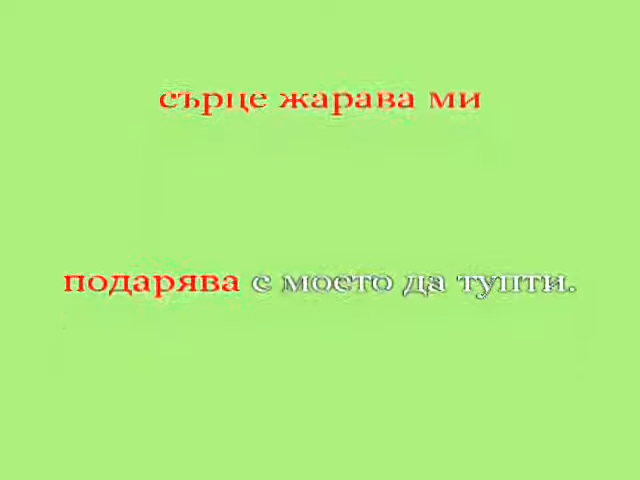 сърце жарава ми
подарява с моето да тупти.